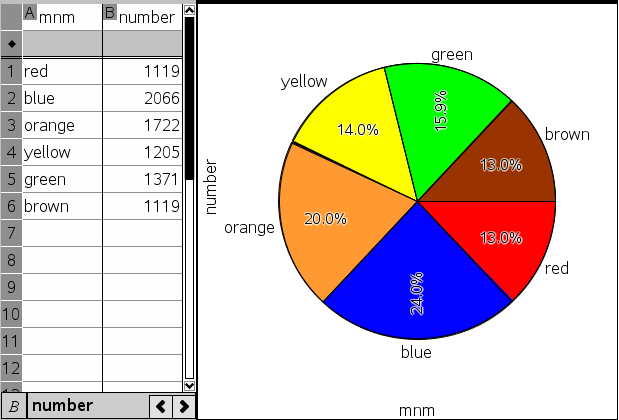 A mnm B number
◆
1 red 1119
2 blue 2066
3 orange 1722
4 yellow 1205
5 green 1371
6 brown 1119
7
8
9
10
11
12
B number
green
yellow
15.9%
14.0%
brown
13.0%
number
20.0%
orange
13.0%
red
24.0%
blue
mnm